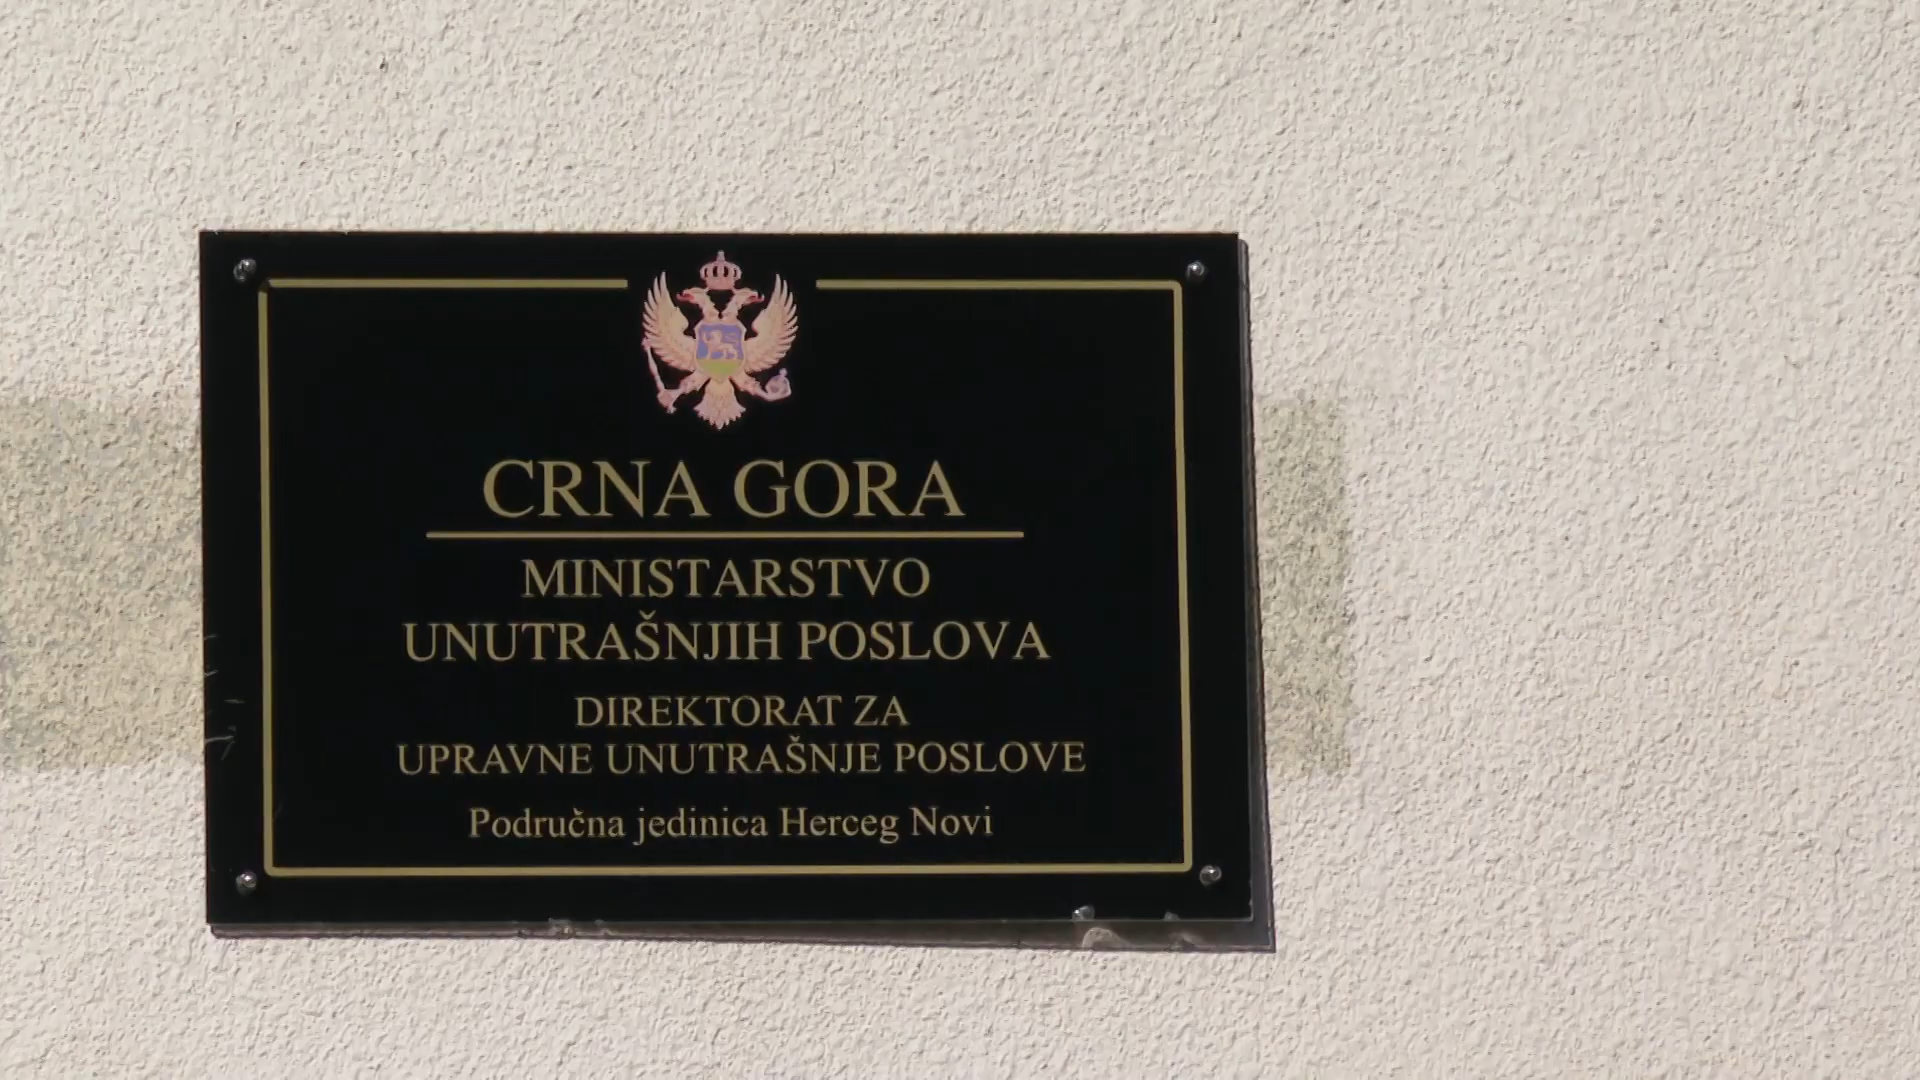 CRNA GORA
MINISTARSTVO
UNUTRAŠNJIH POSLOVA
DIREKTORAT ZA
UPRAVNE UNUTRAŠNJE POSLOVE
Područna jedinica Herceg Novi